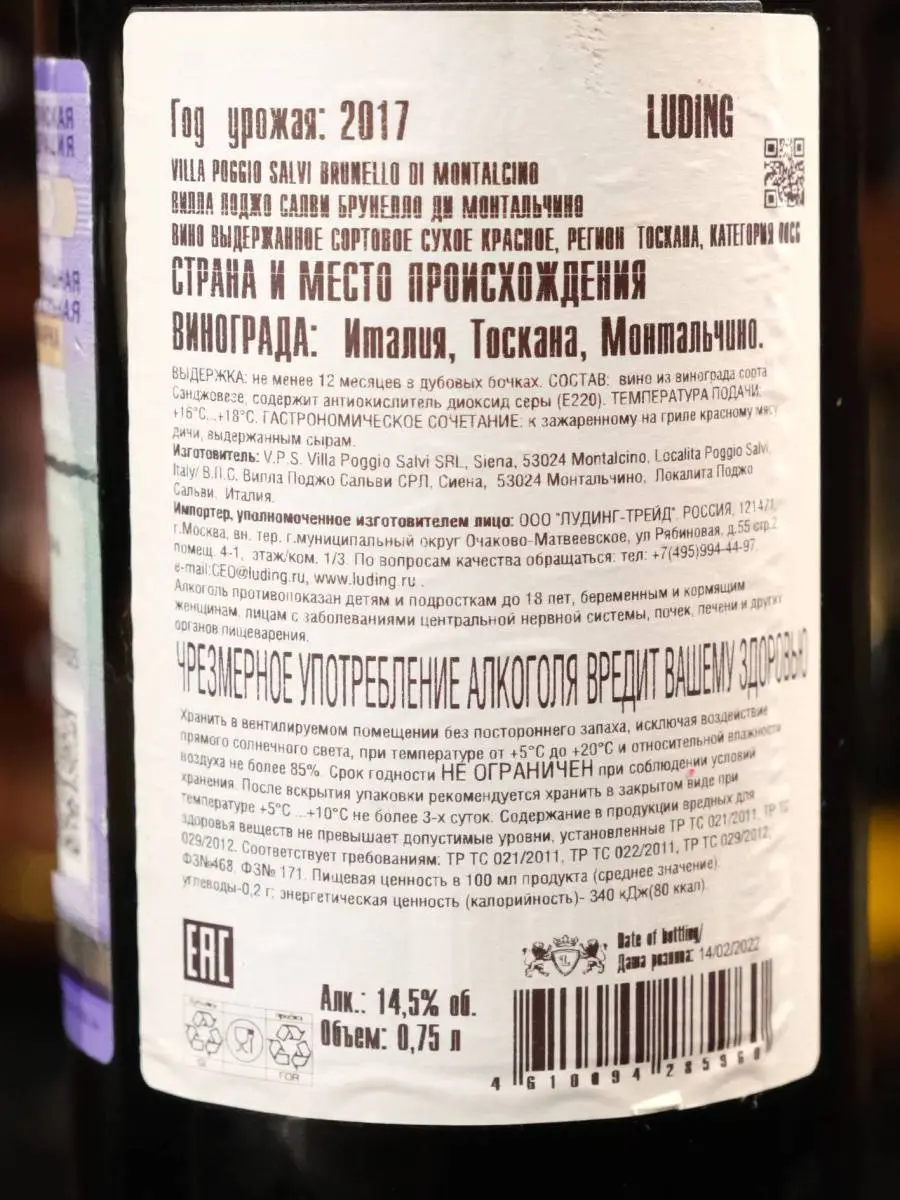 Год урожая: 2017
LUDING
VILLA POGGIO SALVI BRUNELLO DI MONTALCINO
ВИЛЛА ПОДЖО САЛВИ БРУНЕЛЛО ДИ МОНТАЛЬЧИНО
ВИНО ВЫДЕРЖАННОЕ СОРТОВОЕ СУХОЕ КРАСНОЕ, РЕГИОН ТОСКАНА, КАТЕГОРИЯ DOCG
СТРАНА И МЕСТО ПРОИСХОЖДЕНИЯ
ВИНОГРАДА: Италия, Тоскана, Монтальчино.
ВЫДЕРЖКА: не менее 12 месяцев в дубовых бочках. СОСТАВ: вино из винограда сорта
Санджовезе, содержит антиокислитель диоксид серы (Е220). ТЕМПЕРАТУРА ПОДАЧИ:
+16°С...+18°С. ГАСТРОНОМИЧЕСКОЕ СОЧЕТАНИЕ: к зажаренному на гриле красному мясу
дичи, выдержанным сырам.
Изготовитель: V.P.S. Villa Poggio Salvi SRL, Siena, 53024 Montalcino, Localita Poggio Salvi,
Italy/ В.П.С. Вилла Поджо Сальви СРЛ, Сиена, 53024 Монтальчино, Локалита Поджо
Сальви, Италия.
Импортер, уполномоченное изготовителем лицо: ООО "ЛУДИНГ-ТРЕЙД". РОССИЯ, 121471,
г.Москва, вн. тер. г.муниципальный округ Очаково-Матвеевское, ул Рябиновая, д.55 стр.2
помещ. 4-1, этаж/ком. 1/3. По вопросам качества обращаться: тел: +7(495)994-44-97,
e-mail:CEO@luding.ru, www.luding.ru .
Алкоголь противопоказан детям и подросткам до 18 лет, беременным и кормящим
женщинам, лицам с заболеваниями центральной нервной системы, почек, печени и других
органов пищеварения.
ЧРЕЗМЕРНОЕ УПОТРЕБЛЕНИЕ АЛКОГОЛЯ ВРЕДИТ ВАШЕМУ ЗДОРОВЬЮ
Хранить в вентилируемом помещении без постороннего запаха, исключая воздействие
прямого солнечного света, при температуре от +5°С до +20°С и относительной влажности
воздуха не более 85%. Срок годности НЕ ОГРАНИЧЕН при соблюдении условий
хранения. После вскрытия упаковки рекомендуется хранить в закрытом виде при
температуре +5°С ...+10°С не более 3-х суток. Содержание в продукции вредных для
здоровья веществ не превышает допустимые уровни, установленные ТР ТС 021/2011, ТР ТС
029/2012. Соответствует требованиям: ТР ТС 021/2011, ТР ТС 022/2011, ТР ТС 029/2012,
ФЗ№468, ФЗ№ 171. Пищевая ценность в 100 мл продукта (среднее значение):
углеводы-0,2 г; энергетическая ценность (калорийность)- 340 кДж(80 ккал).
EAC
Date of bottling/
Дата розлива: 14/02/2022
Алк.: 14,5% об.
Объем: 0,75 л
Бутылка
Пробка
GL
FOR
4 610094 285960